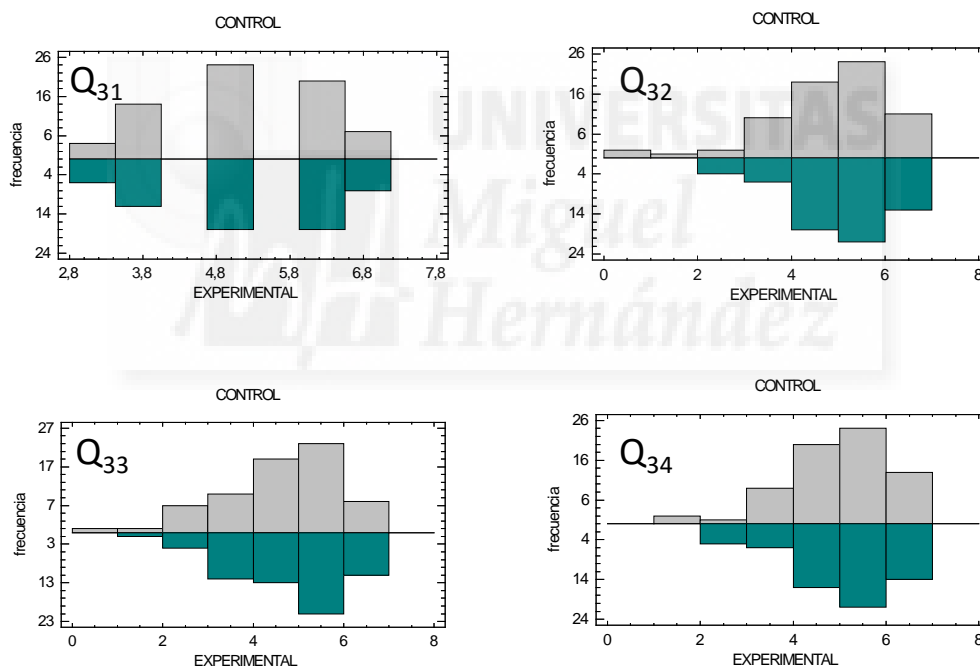 CONTROL
Q31
frecuencia
26
16
6
4
14
24
2,8 3,8 4,8 5,8 6,8 7,8
EXPERIMENTAL
CONTROL
Q32
frecuencia
26
16
6
4
14
24
0 2 4 6 8
EXPERIMENTAL
UNIVERSITAS
Miguel
Hernández
CONTROL
Q33
frecuencia
27
17
7
3
13
23
0 2 4 6 8
EXPERIMENTAL
CONTROL
Q34
frecuencia
26
16
6
4
14
24
0 2 4 6 8
EXPERIMENTAL